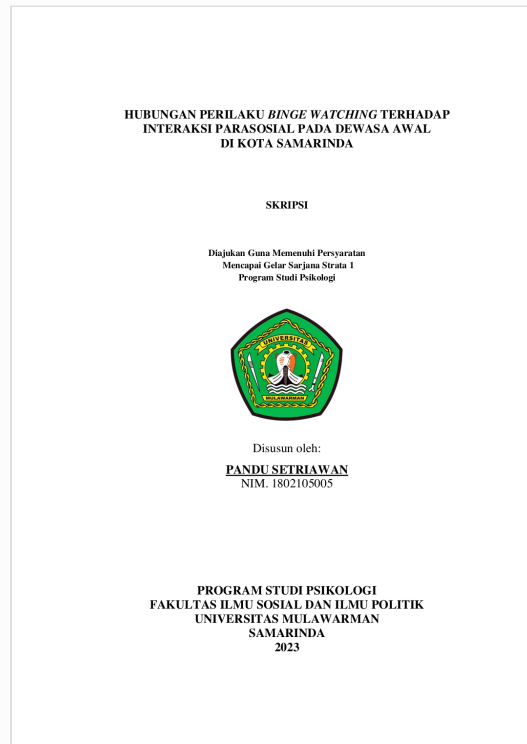 HUBUNGAN PERILAKU BINGE WATCHING TERHADAP
INTERAKSI PARASOSIAL PADA DEWASA AWAL
DI KOTA SAMARINDA
SKRIPSI
Diajukan Guna Memenuhi Persyaratan
Mencapai Gelar Sarjana Strata 1
Program Studi Psikologi
UNIVERSITAS
MULAWARMAN
Disusun oleh:
PANDU SETRIAWAN
NIM. 1802105005
PROGRAM STUDI PSIKOLOGI
FAKULTAS ILMU SOSIAL DAN ILMU POLITIK
UNIVERSITAS MULAWARMAN
SAMARINDA
2023